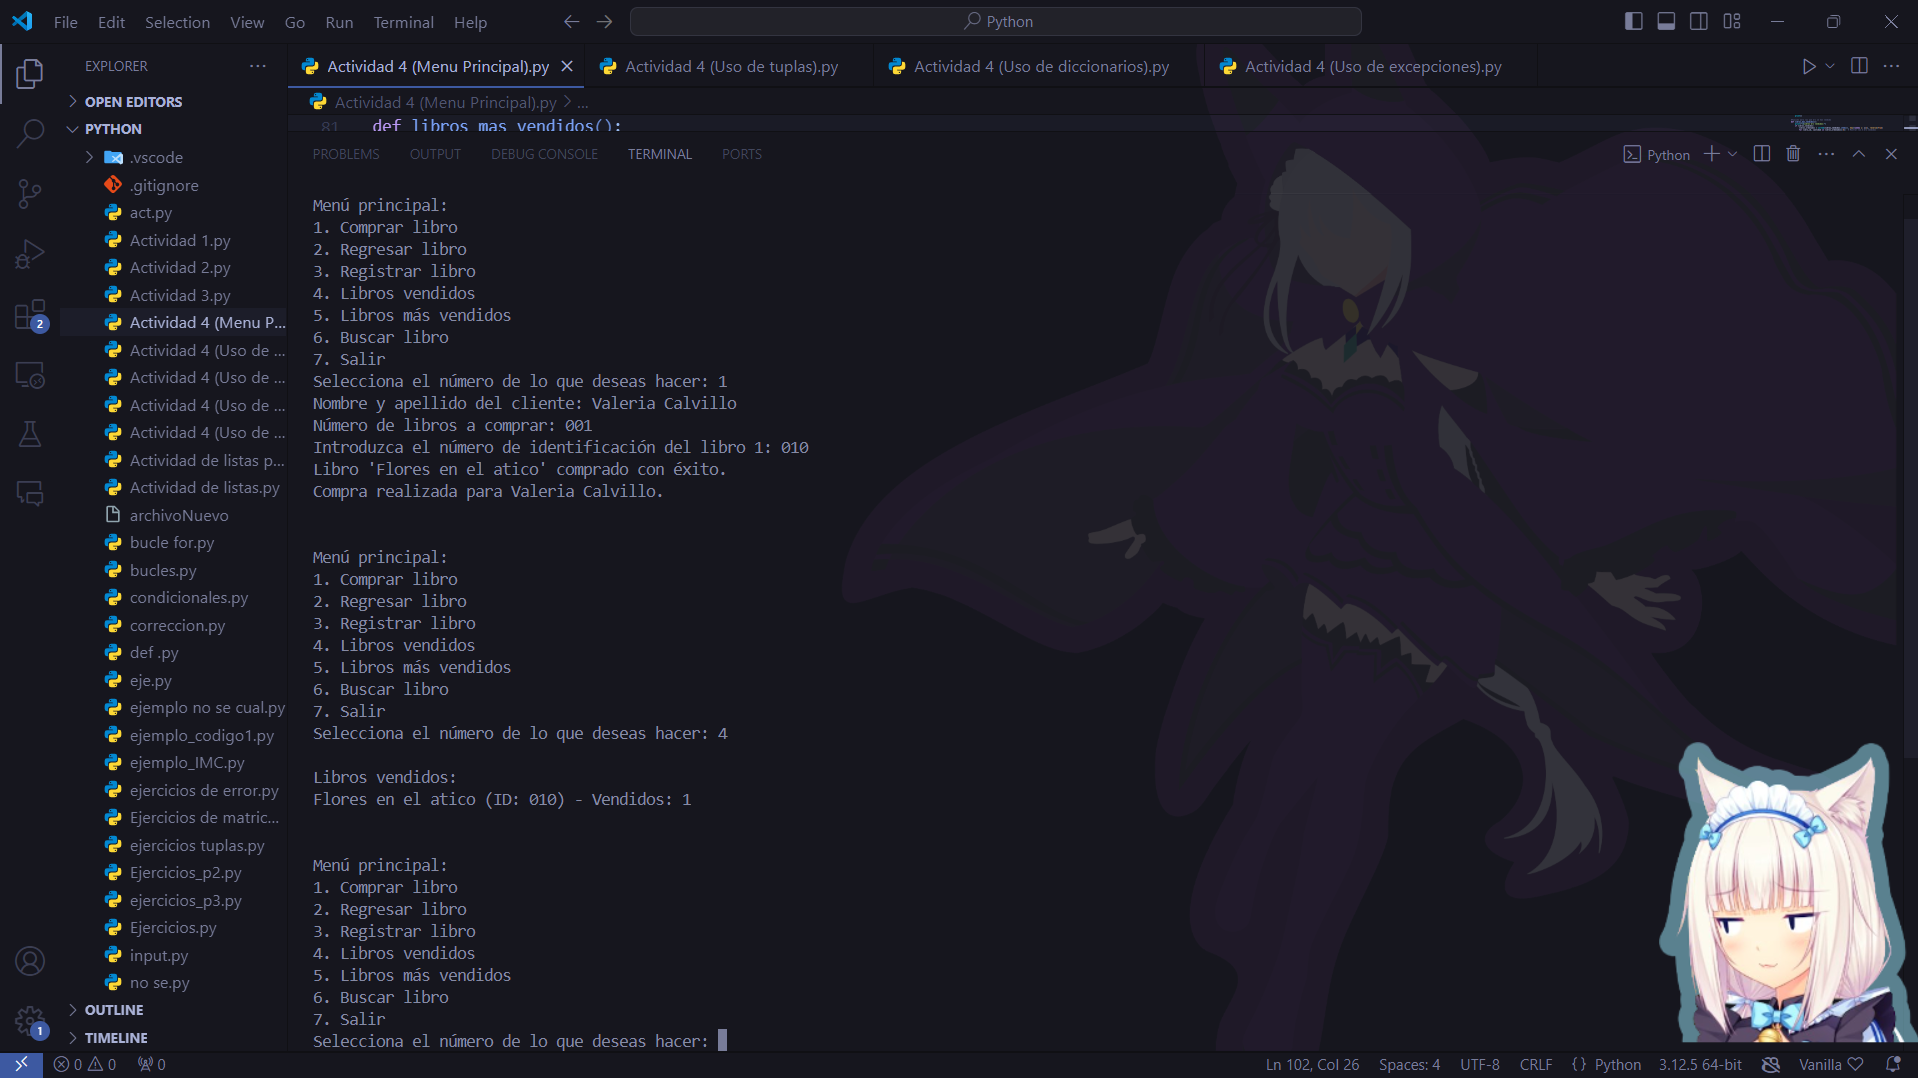 File Edit Selection View Go Run Terminal Help
Python
EXPLORER
OPEN EDITORS
PYTHON
.vscode
.gitignore
act.py
Actividad 1.py
Actividad 2.py
Actividad 3.py
Actividad 4 (Menu P...
Actividad 4 (Uso de ...
Actividad 4 (Uso de ...
Actividad 4 (Uso de ...
Actividad 4 (Uso de ...
Actividad de listas p...
Actividad de listas.py
archivoNuevo
bucle for.py
bucles.py
condicionales.py
correccion.py
def .py
eje.py
ejemplo no se cual.py
ejemplo_codigo1.py
ejemplo_IMC.py
ejercicios de error.py
Ejercicios de matric...
ejercicios tuplas.py
Ejercicios_p2.py
ejercicios_p3.py
Ejercicios.py
input.py
no se.py
OUTLINE
TIMELINE
2
1
Actividad 4 (Menu Principal).py
Actividad 4 (Uso de tuplas).py
Actividad 4 (Uso de diccionarios).py
Actividad 4 (Uso de excepciones).py
Actividad 4 (Menu Principal).py > ...
81 def libros_mas_vendidos():
PROBLEMS OUTPUT DEBUG CONSOLE TERMINAL PORTS
Python
Menú principal:
1. Comprar libro
2. Regresar libro
3. Registrar libro
4. Libros vendidos
5. Libros más vendidos
6. Buscar libro
7. Salir
Selecciona el número de lo que deseas hacer: 1
Nombre y apellido del cliente: Valeria Calvillo
Número de libros a comprar: 001
Introduzca el número de identificación del libro 1: 010
Libro 'Flores en el atico' comprado con éxito.
Compra realizada para Valeria Calvillo.
Menú principal:
1. Comprar libro
2. Regresar libro
3. Registrar libro
4. Libros vendidos
5. Libros más vendidos
6. Buscar libro
7. Salir
Selecciona el número de lo que deseas hacer: 4
Libros vendidos:
Flores en el atico (ID: 010) - Vendidos: 1
Menú principal:
1. Comprar libro
2. Regresar libro
3. Registrar libro
4. Libros vendidos
5. Libros más vendidos
6. Buscar libro
7. Salir
Selecciona el número de lo que deseas hacer:
0 0 0
Ln 102, Col 26 Spaces: 4 UTF-8 CRLF {} Python 3.12.5 64-bit Vanilla ♡